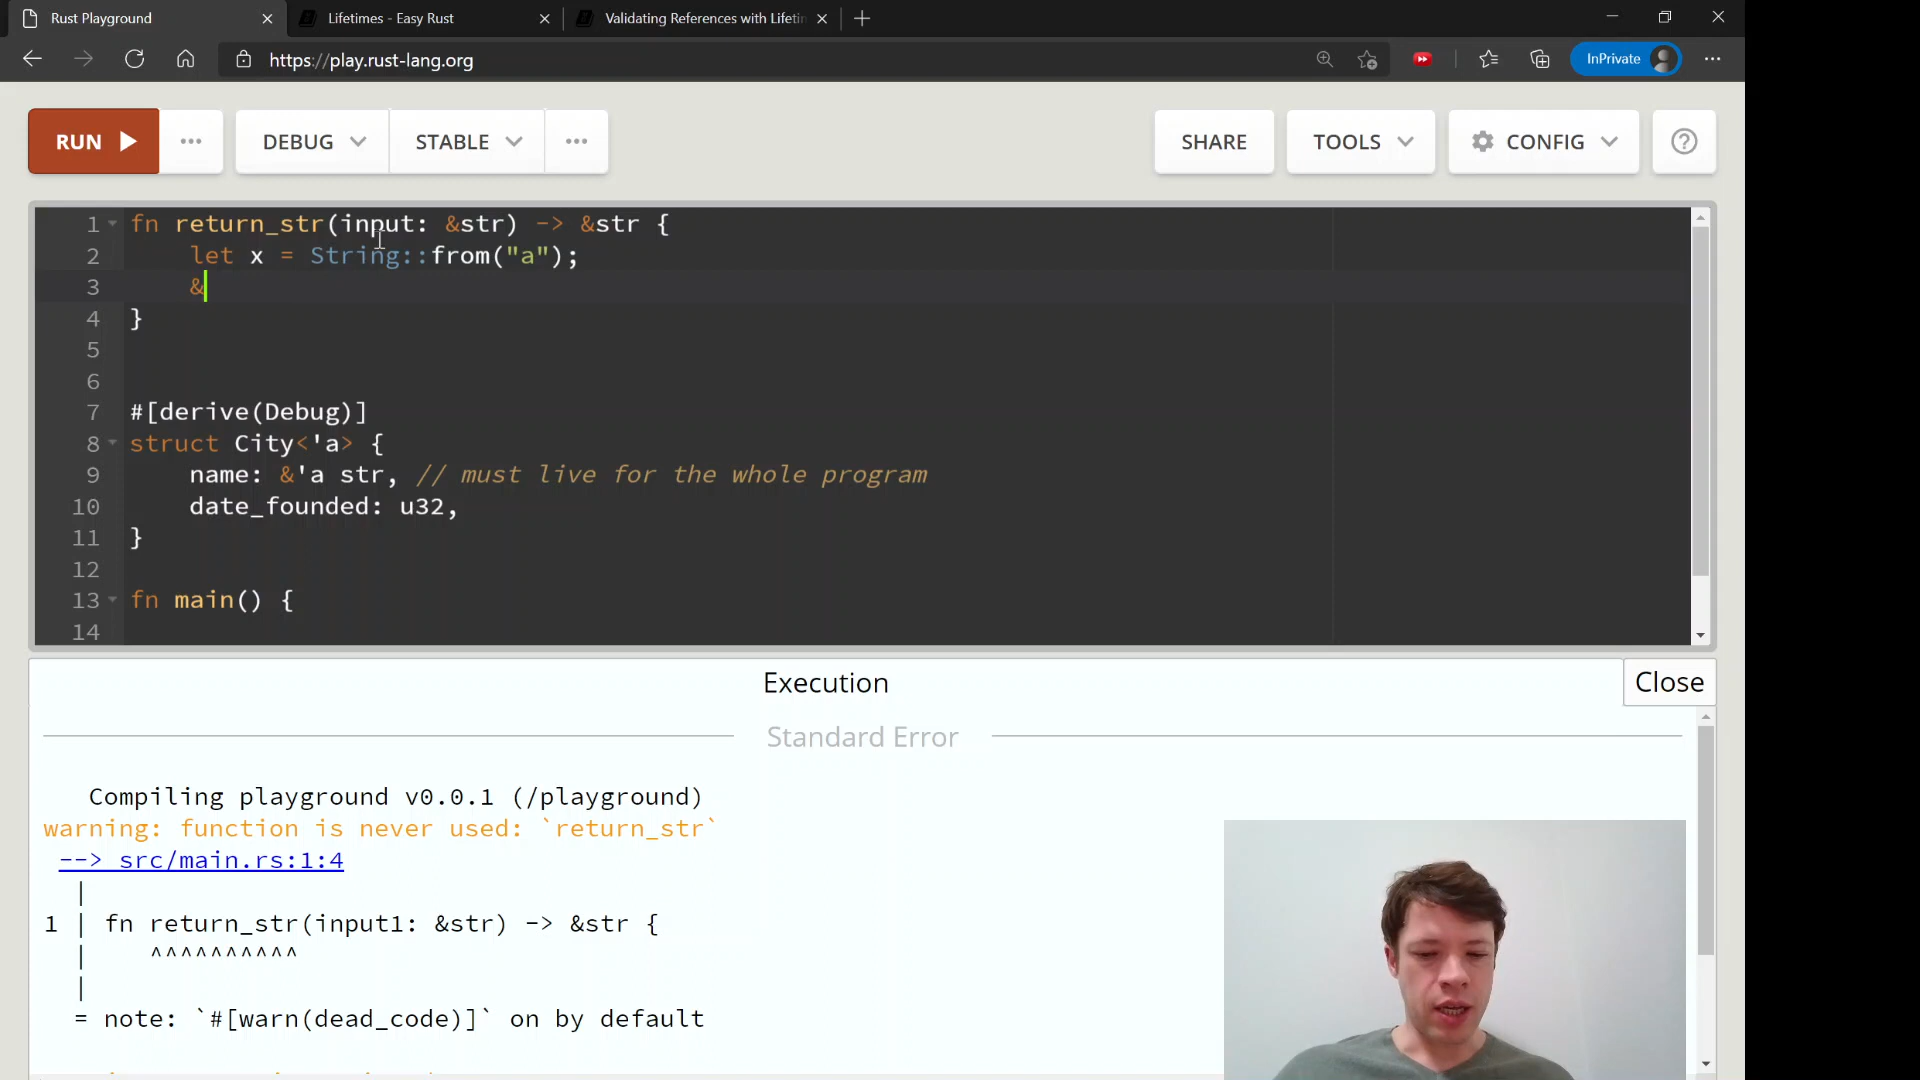 Rust Playground
Lifetimes - Easy Rust
Validating References with Lifetin
https://play.rust-lang.org
InPrivate
RUN
DEBUG
STABLE
SHARE
TOOLS
CONFIG
1 fn return_str(input: &str) -> &str {
2 let x = String::from("a");
3 &
4 }
5
6
7 #[derive(Debug)]
8 struct City<'a> {
9 name: &'a str, // must live for the whole program
10 date_founded: u32,
11 }
12
13 fn main() {
14
Execution
Close
Standard Error
Compiling playground v0.0.1 (/playground)
warning: function is never used: `return_str`
--> src/main.rs:1:4
|
1 | fn return_str(input1: &str) -> &str {
| ^^^^^^^^^^
|
= note: `#[warn(dead_code)]` on by default